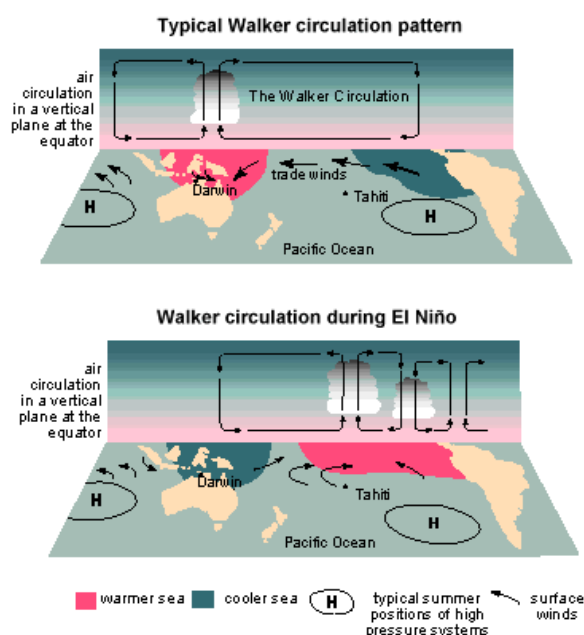 Typical Walker circulation pattern
air
circulation
in a vertical
plane at the
equator
The Walker Circulation
Darwin
trade winds
Tahiti
H
H
Pacific Ocean
Walker circulation during El Niño
air
circulation
in a vertical
plane at the
equator
Darwin
Tahiti
H
H
Pacific Ocean
warmer sea
cooler sea
H
typical summer
positions of high
pressure systems
surface
winds